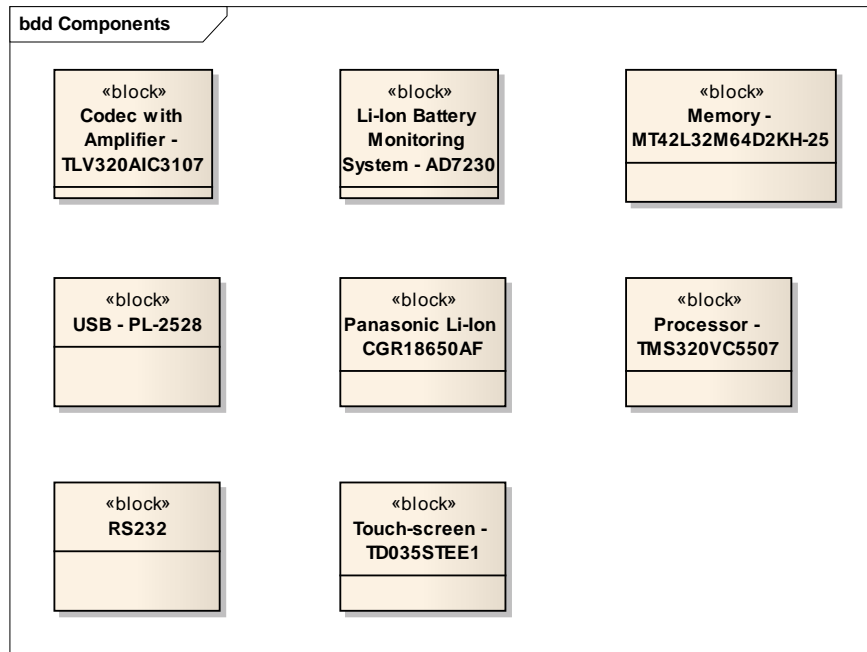 bdd Components
«block»
Codec with
Amplifier -
TLV320AIC3107
«block»
Li-Ion Battery
Monitoring
System - AD7230
«block»
Memory -
MT42L32M64D2KH-25
«block»
USB - PL-2528
«block»
Panasonic Li-Ion
CGR18650AF
«block»
Processor -
TMS320VC5507
«block»
RS232
«block»
Touch-screen -
TD035STEE1